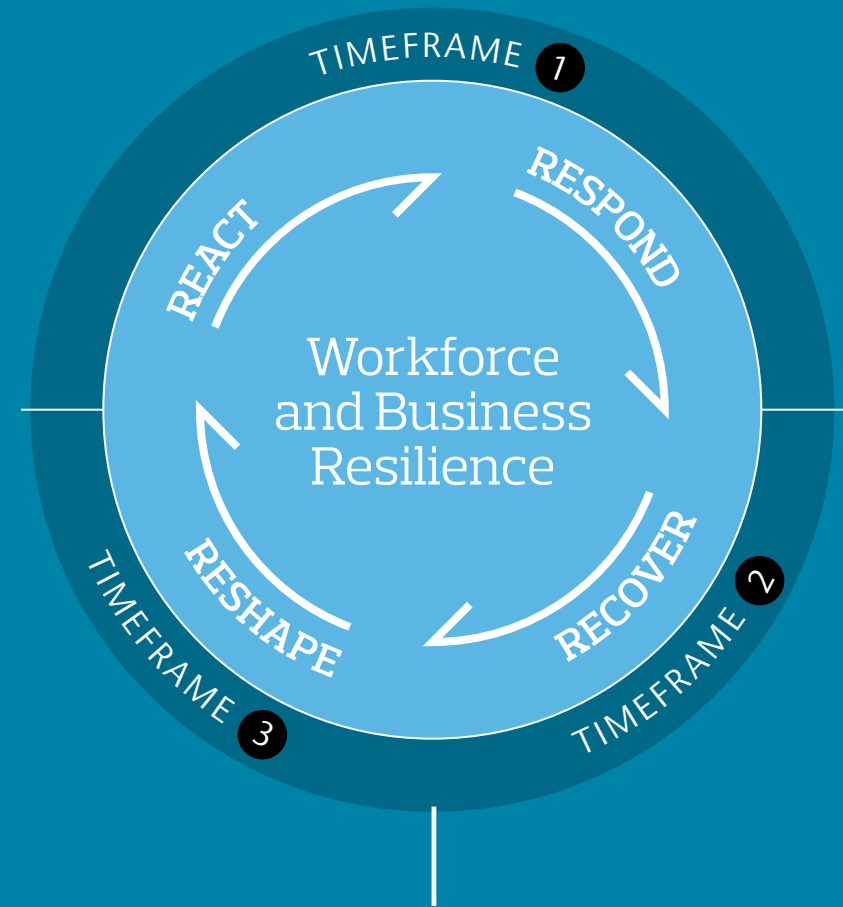 TIMEFRAME 1
REACT
RESPOND
Workforce
and Business
Resilience
RESHAPE
RECOVER
TIMEFRAME 3
TIMEFRAME 2